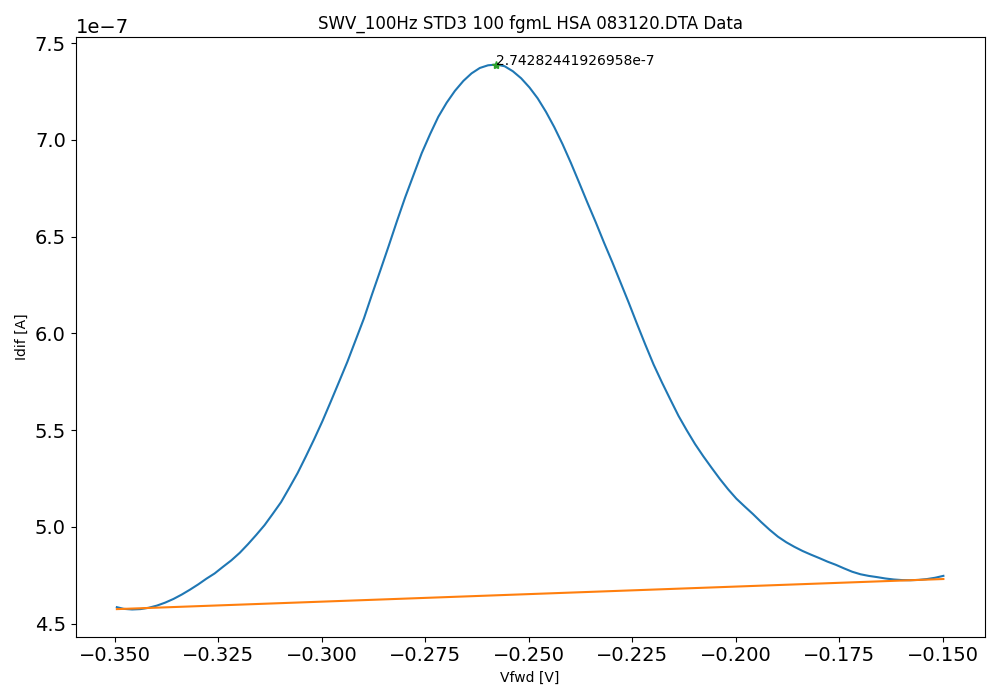 SWV_100Hz STD3 100 fgmL HSA 083120.DTA Data
1e−7
2.74282441926958e-7
7.5
7.0
6.5
6.0
5.5
5.0
4.5
Idif [A]
−0.350 −0.325 −0.300 −0.275 −0.250 −0.225 −0.200 −0.175 −0.150
Vfwd [V]